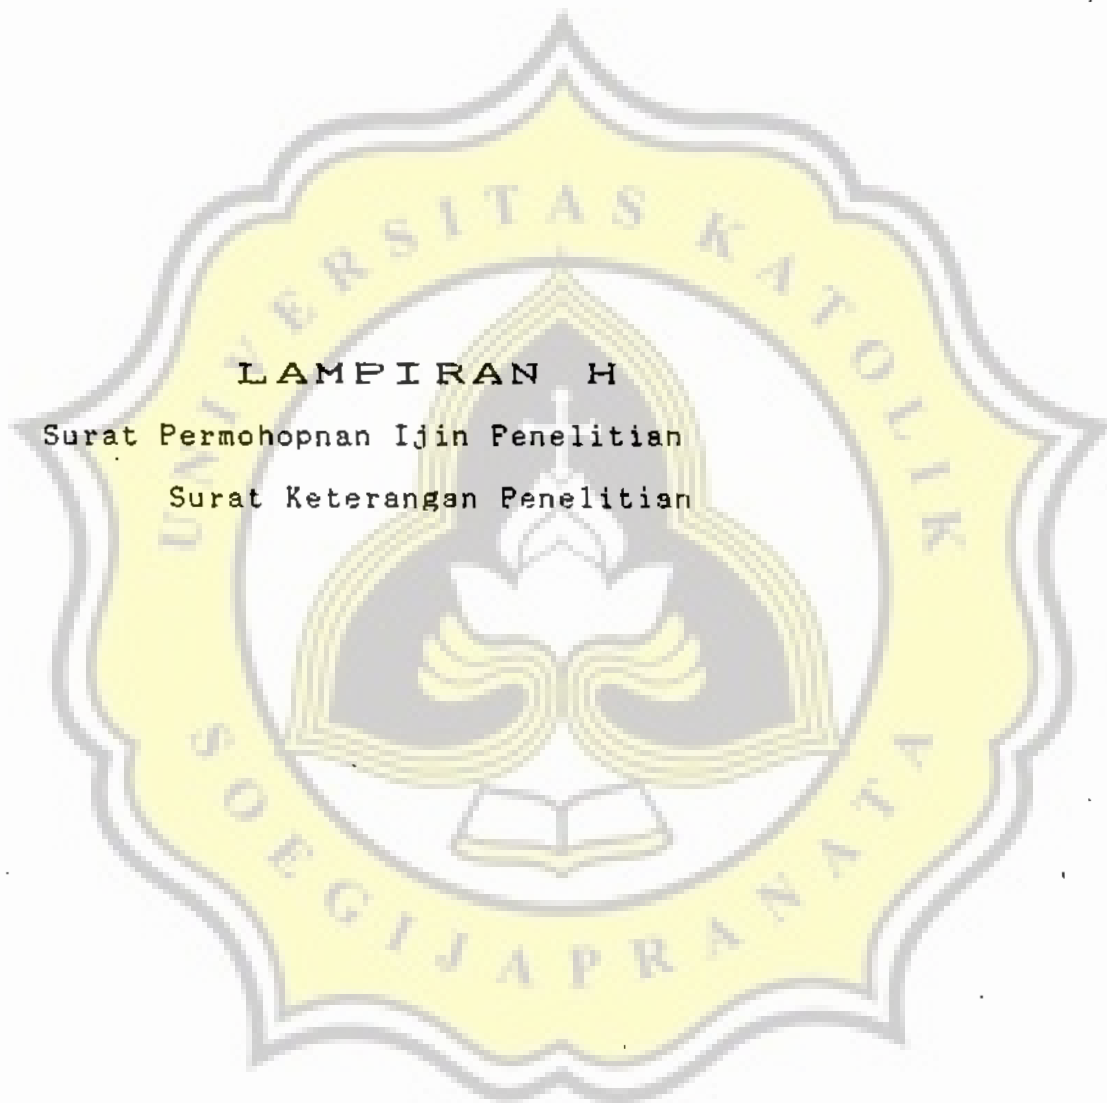 UNIVERSITAS KATOLIK
LAMPIRAN H
Surat Permohopnan Ijin Penelitian
Surat Keterangan Penelitian
SOEGIJAPRANATA